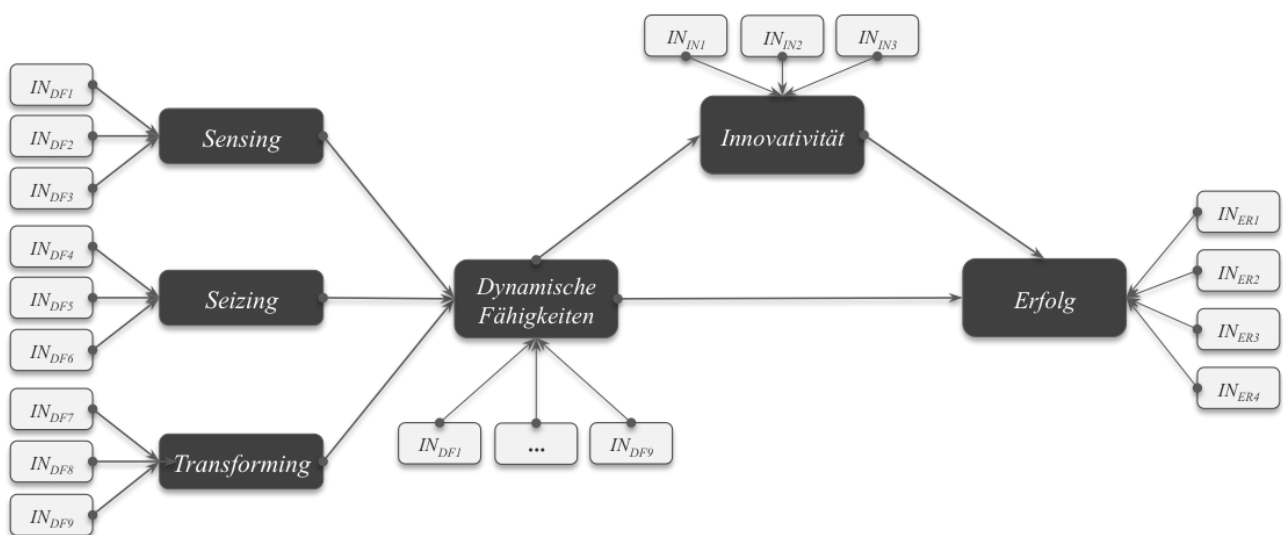 IN_IN1
IN_IN2
IN_IN3
IN_DF1
IN_DF2
IN_DF3
Sensing
Innovativität
IN_DF4
IN_DF5
IN_DF6
Seizing
Dynamische
Fähigkeiten
Erfolg
IN_ER1
IN_ER2
IN_ER3
IN_ER4
IN_DF7
IN_DF8
IN_DF9
Transforming
IN_DF1
...
IN_DF9